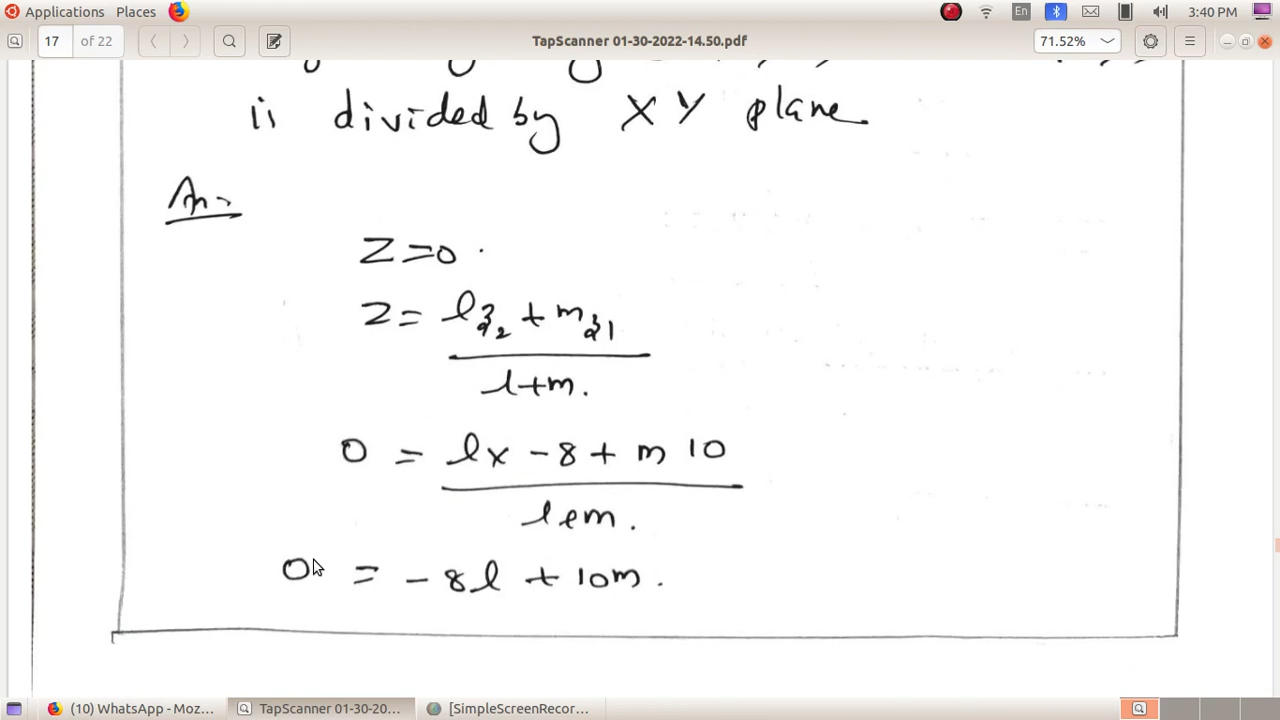 Applications Places En 3:40 PM
17 of 22 TapScanner 01-30-2022-14.50.pdf 71.52%
is divided by XY plane
Ans
Z=0.
Z = lz2 + mz1
l+m.
0 = lx -8 + m 10
l+m.
0 = -8l + 10m.
(10) WhatsApp - Moz... TapScanner 01-30-20... [SimpleScreenRecor...